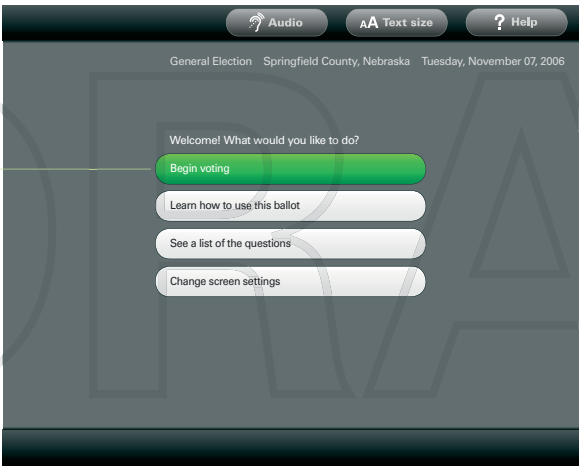 Audio
AA Text size
? Help
General Election Springfield County, Nebraska Tuesday, November 07, 2006
Welcome! What would you like to do?
Begin voting
Learn how to use this ballot
See a list of the questions
Change screen settings
DRA